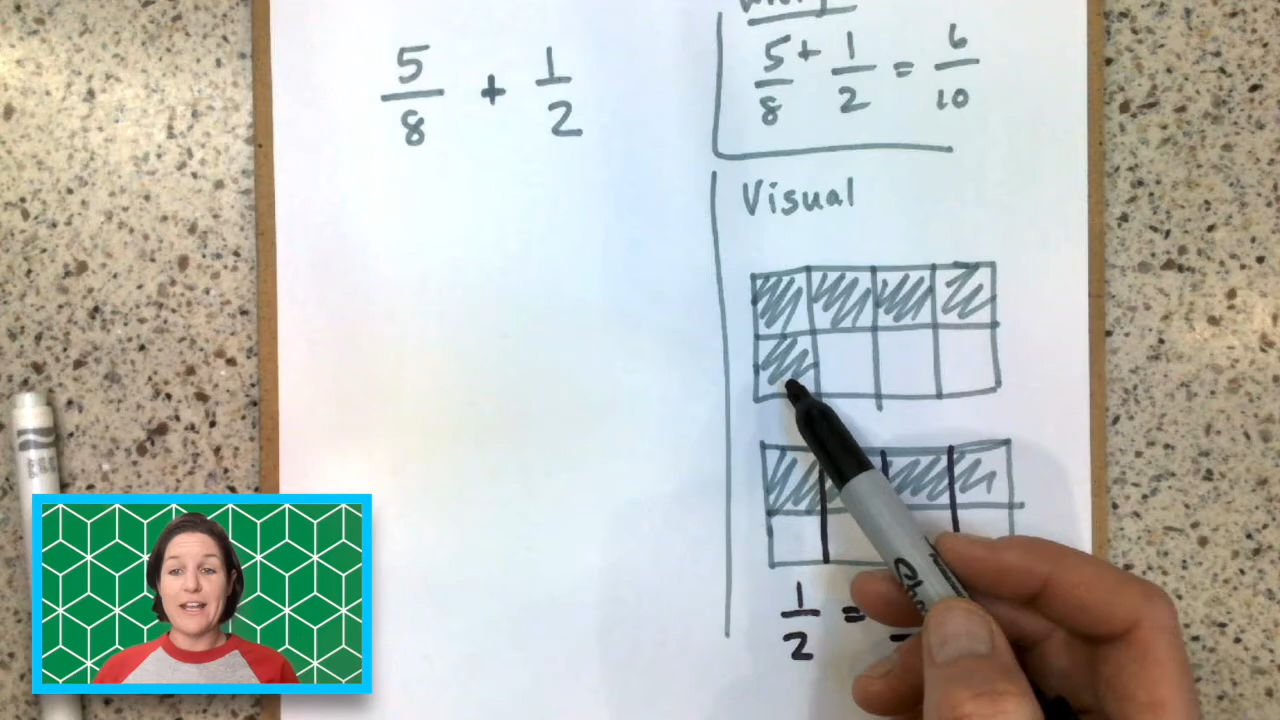 5/8 + 1/2
5/8 + 1/2 = 6/10
Visual
1/2 =